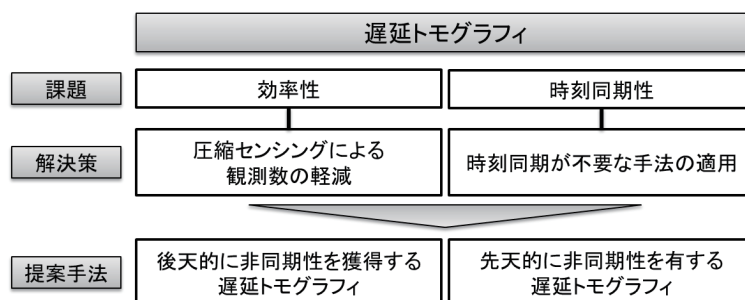 遅延トモグラフィ
課題
効率性
時刻同期性
解決策
圧縮センシングによる
観測数の軽減
時刻同期が不要な手法の適用
提案手法
後天的に非同期性を獲得する
遅延トモグラフィ
先天的に非同期性を有する
遅延トモグラフィ